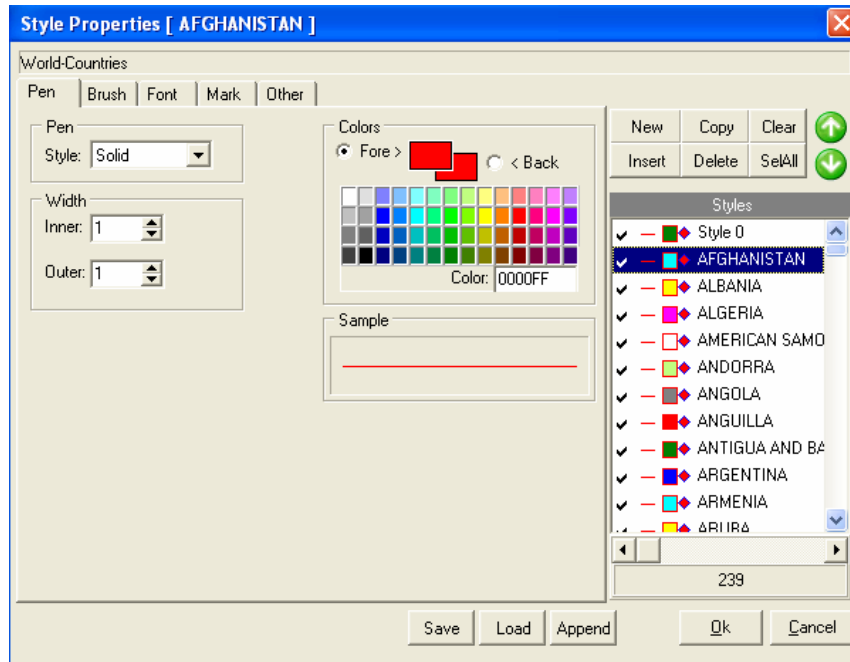 Style Properties [ AFGHANISTAN ]
World-Countries
Pen Brush Font Mark Other
Pen
Style: Solid
Width
Inner: 1
Outer: 1
Colors
Fore > < Back
Color: 0000FF
Sample
New Copy Clear
Insert Delete SelAll
Styles
Style 0
AFGHANISTAN
ALBANIA
ALGERIA
AMERICAN SAMO
ANDORRA
ANGOLA
ANGUILLA
ANTIGUA AND BA
ARGENTINA
ARMENIA
ARUBA
239
Save Load Append Ok Cancel